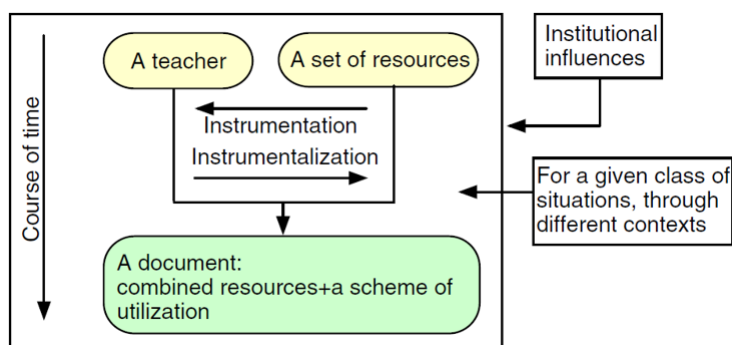 A teacher
A set of resources
Institutional
influences
Instrumentation
Instrumentalization
Course of time
For a given class of
situations, through
different contexts
A document:
combined resources+a scheme of
utilization